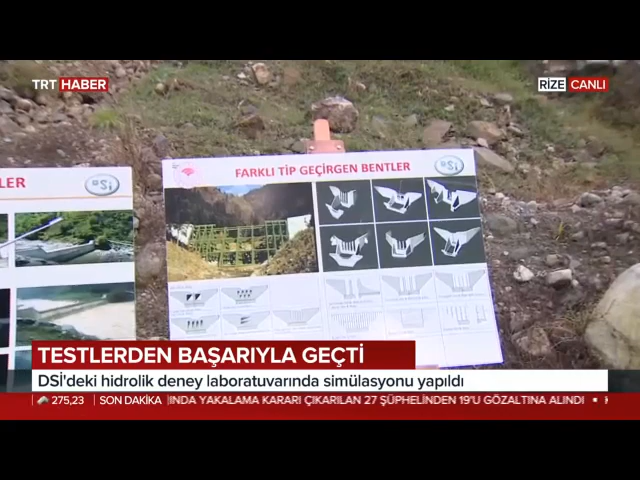 TRT HABER
RİZE CANLI
LER
DSİ
FARKLI TİP GEÇİRGEN BENTLER
DSİ
TESTLERDEN BAŞARIYLA GEÇTİ
DSİ'deki hidrolik deney laboratuvarında simülasyonu yapıldı
275,23 SON DAKİKA INDA YAKALAMA KARARI ÇIKARILAN 27 ŞÜPHELİNDEN 19'U GÖZALTINA ALINDI